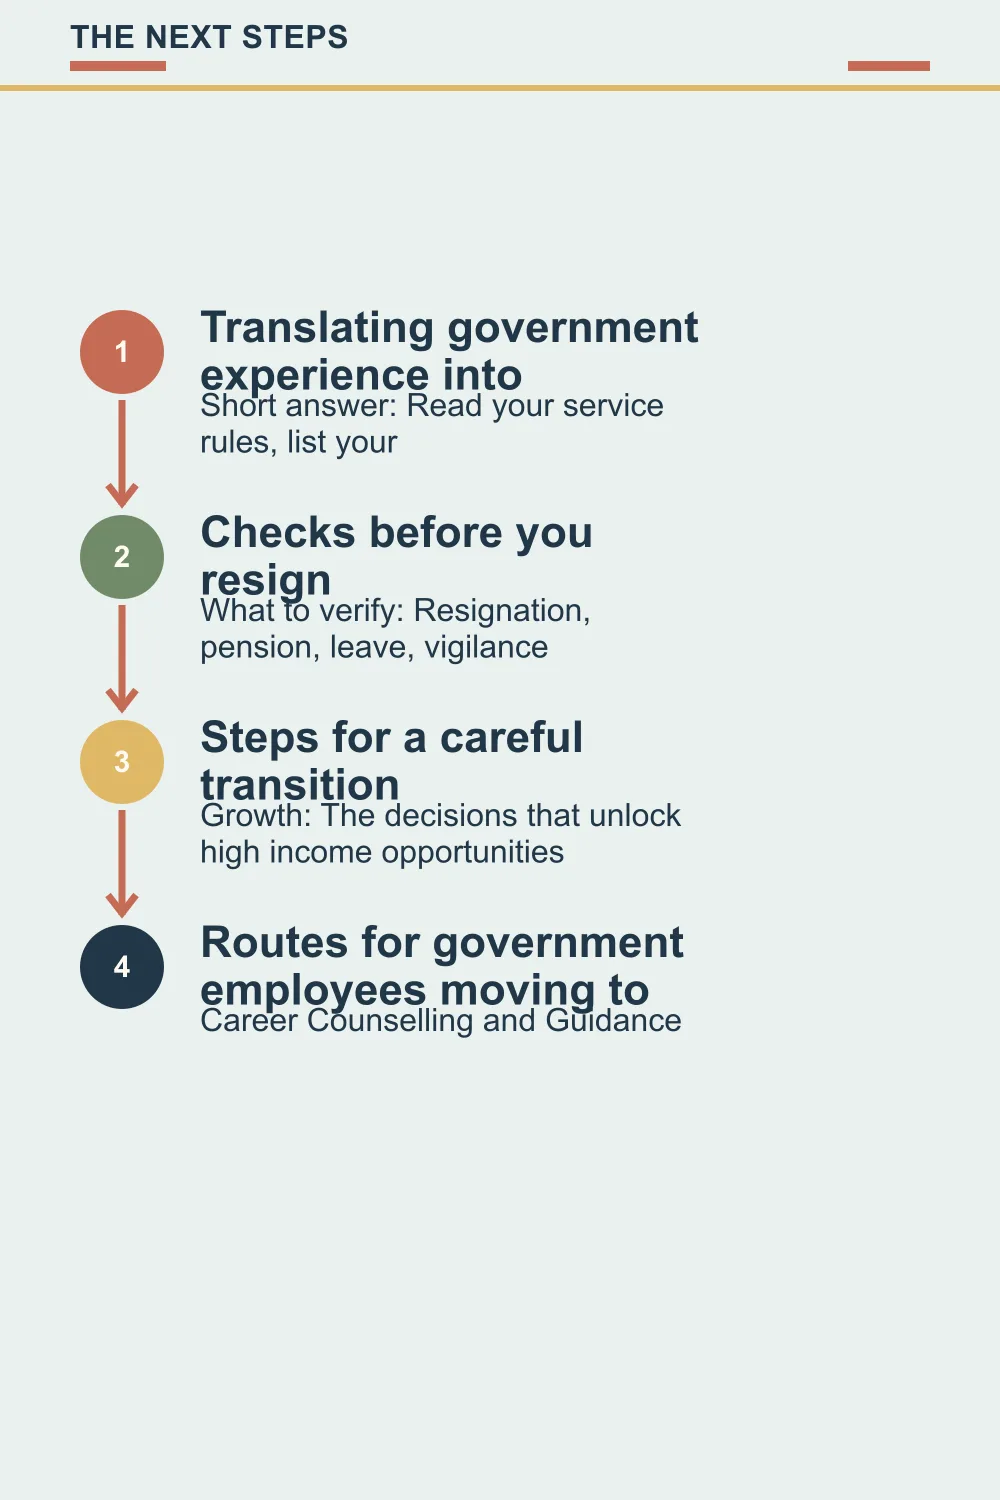 THE NEXT STEPS
1
Translating government
experience into
Short answer: Read your service
rules, list your
2
Checks before you
resign
What to verify: Resignation,
pension, leave, vigilance
3
Steps for a careful
transition
Growth: The decisions that unlock
high income opportunities
4
Routes for government
employees moving to
Career Counselling and Guidance